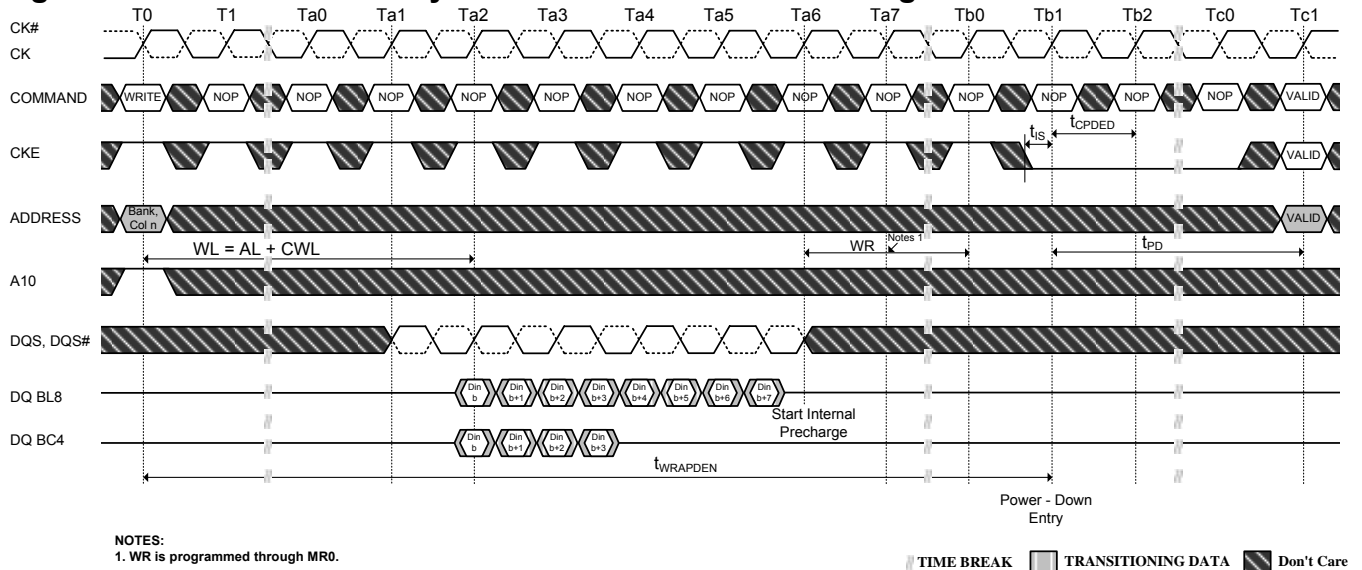 T0 T1 Ta0 Ta1 Ta2 Ta3 Ta4 Ta5 Ta6 Ta7 Tb0 Tb1 Tb2 Tc0 Tc1
CK#
CK
COMMAND WRITE NOP NOP NOP NOP NOP NOP NOP NOP NOP NOP NOP NOP NOP VALID
tIS tCPDED
CKE VALID
ADDRESS Bank, Col n VALID
WL = AL + CWL WR Notes 1 tPD
A10
DQS, DQS#
DQ BL8 Din b Din b+1 Din b+2 Din b+3 Din b+4 Din b+5 Din b+6 Din b+7
Start Internal
Precharge
DQ BC4 Din b Din b+1 Din b+2 Din b+3
tWRAPDEN
Power - Down
Entry
NOTES:
1. WR is programmed through MR0.
TIME BREAK TRANSITIONING DATA Don't Care